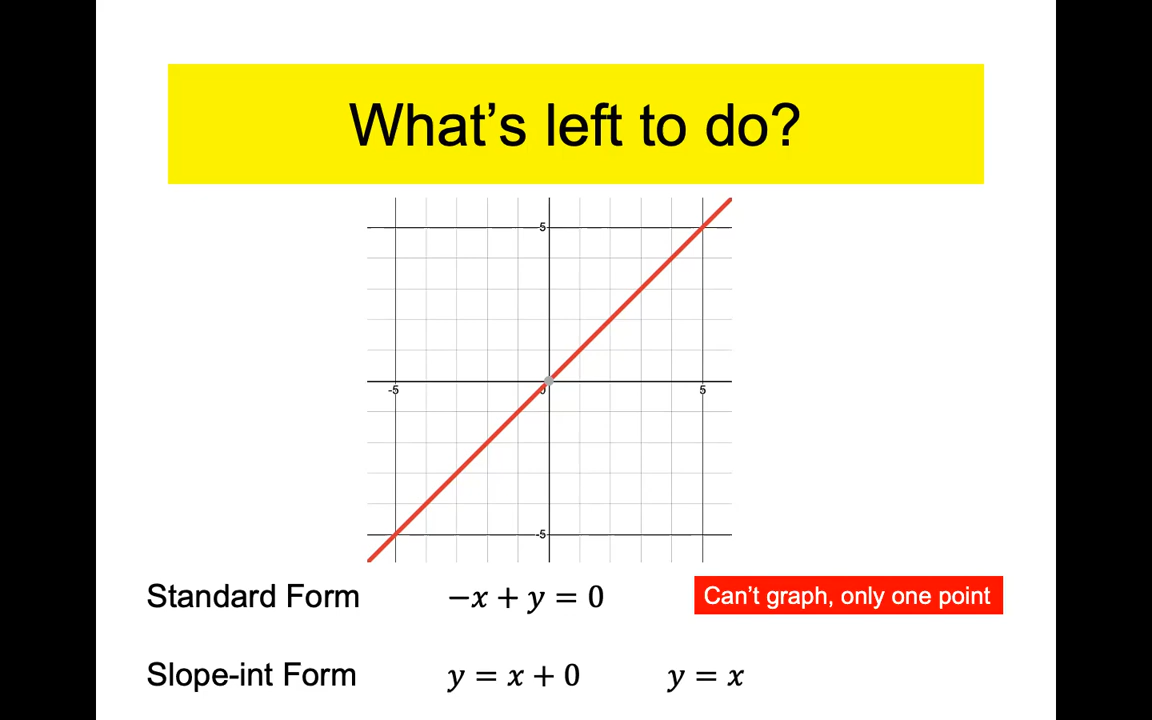 What’s left to do?
5
-5
0
5
-5
Standard Form
−x + y = 0
Can’t graph, only one point
Slope-int Form
y = x + 0
y = x